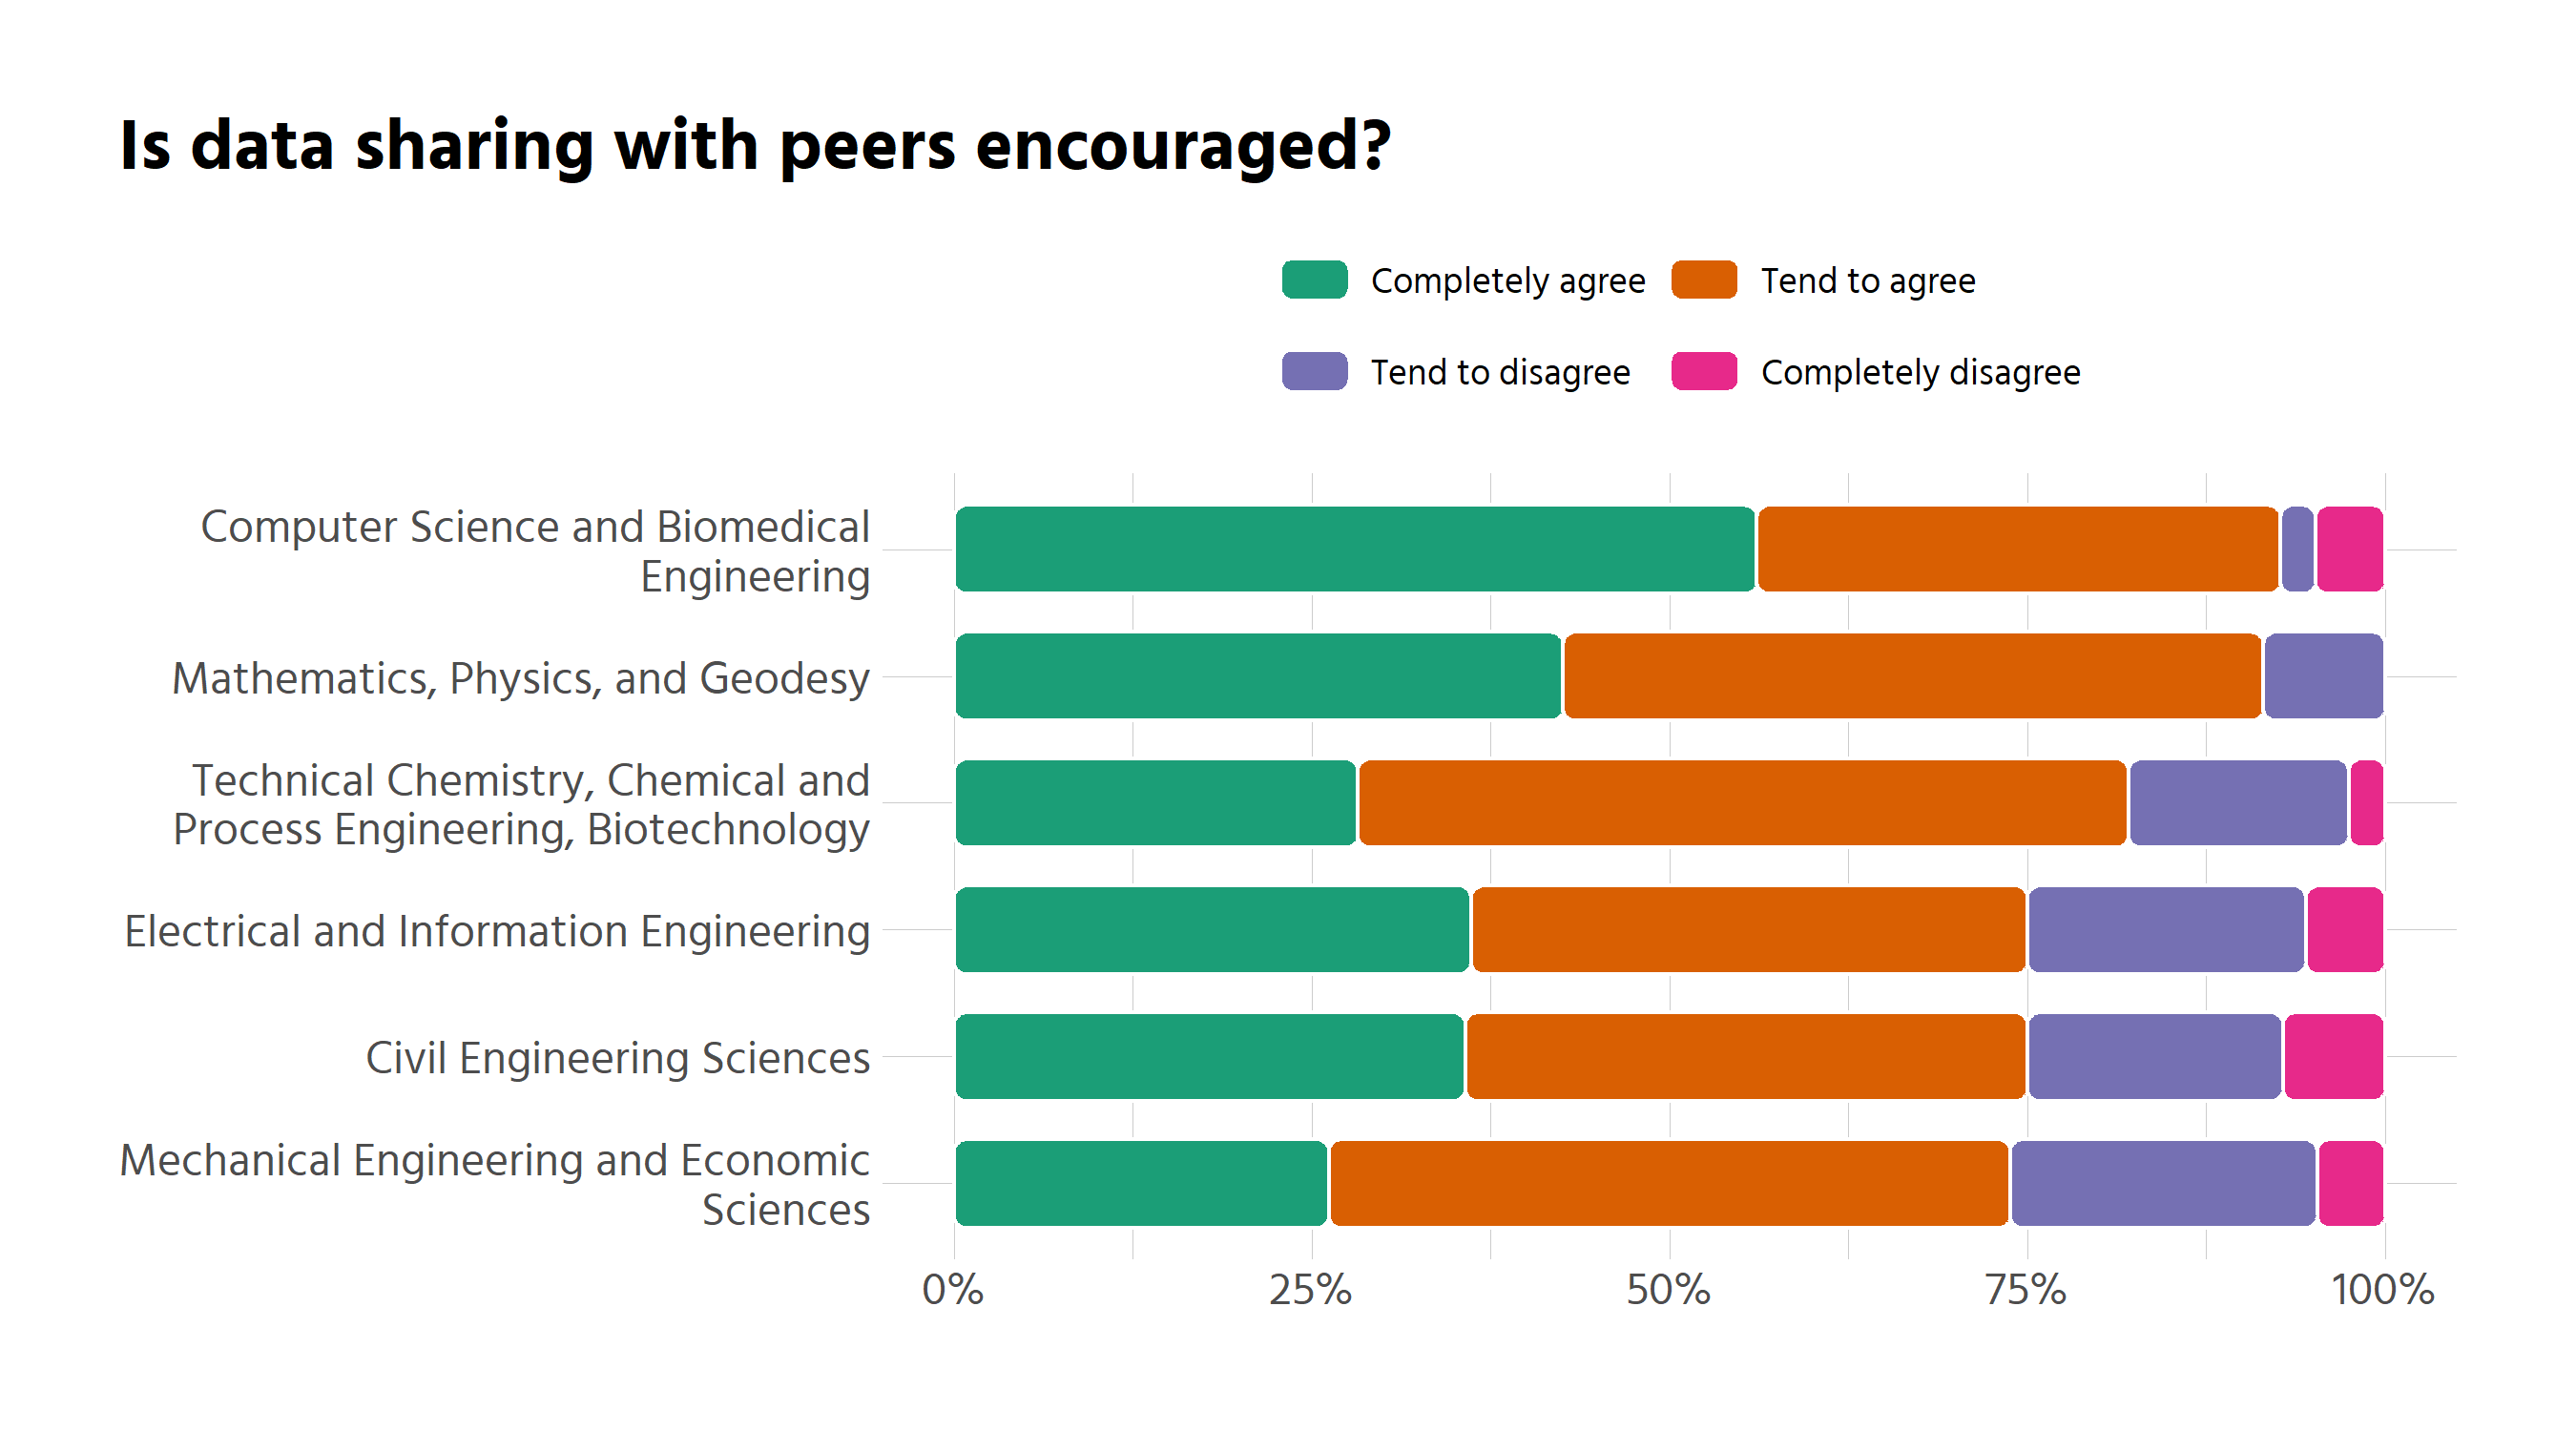 Is data sharing with peers encouraged?
Completely agree
Tend to agree
Tend to disagree
Completely disagree
Computer Science and Biomedical
Engineering
Mathematics, Physics, and Geodesy
Technical Chemistry, Chemical and
Process Engineering, Biotechnology
Electrical and Information Engineering
Civil Engineering Sciences
Mechanical Engineering and Economic
Sciences
0%
25%
50%
75%
100%